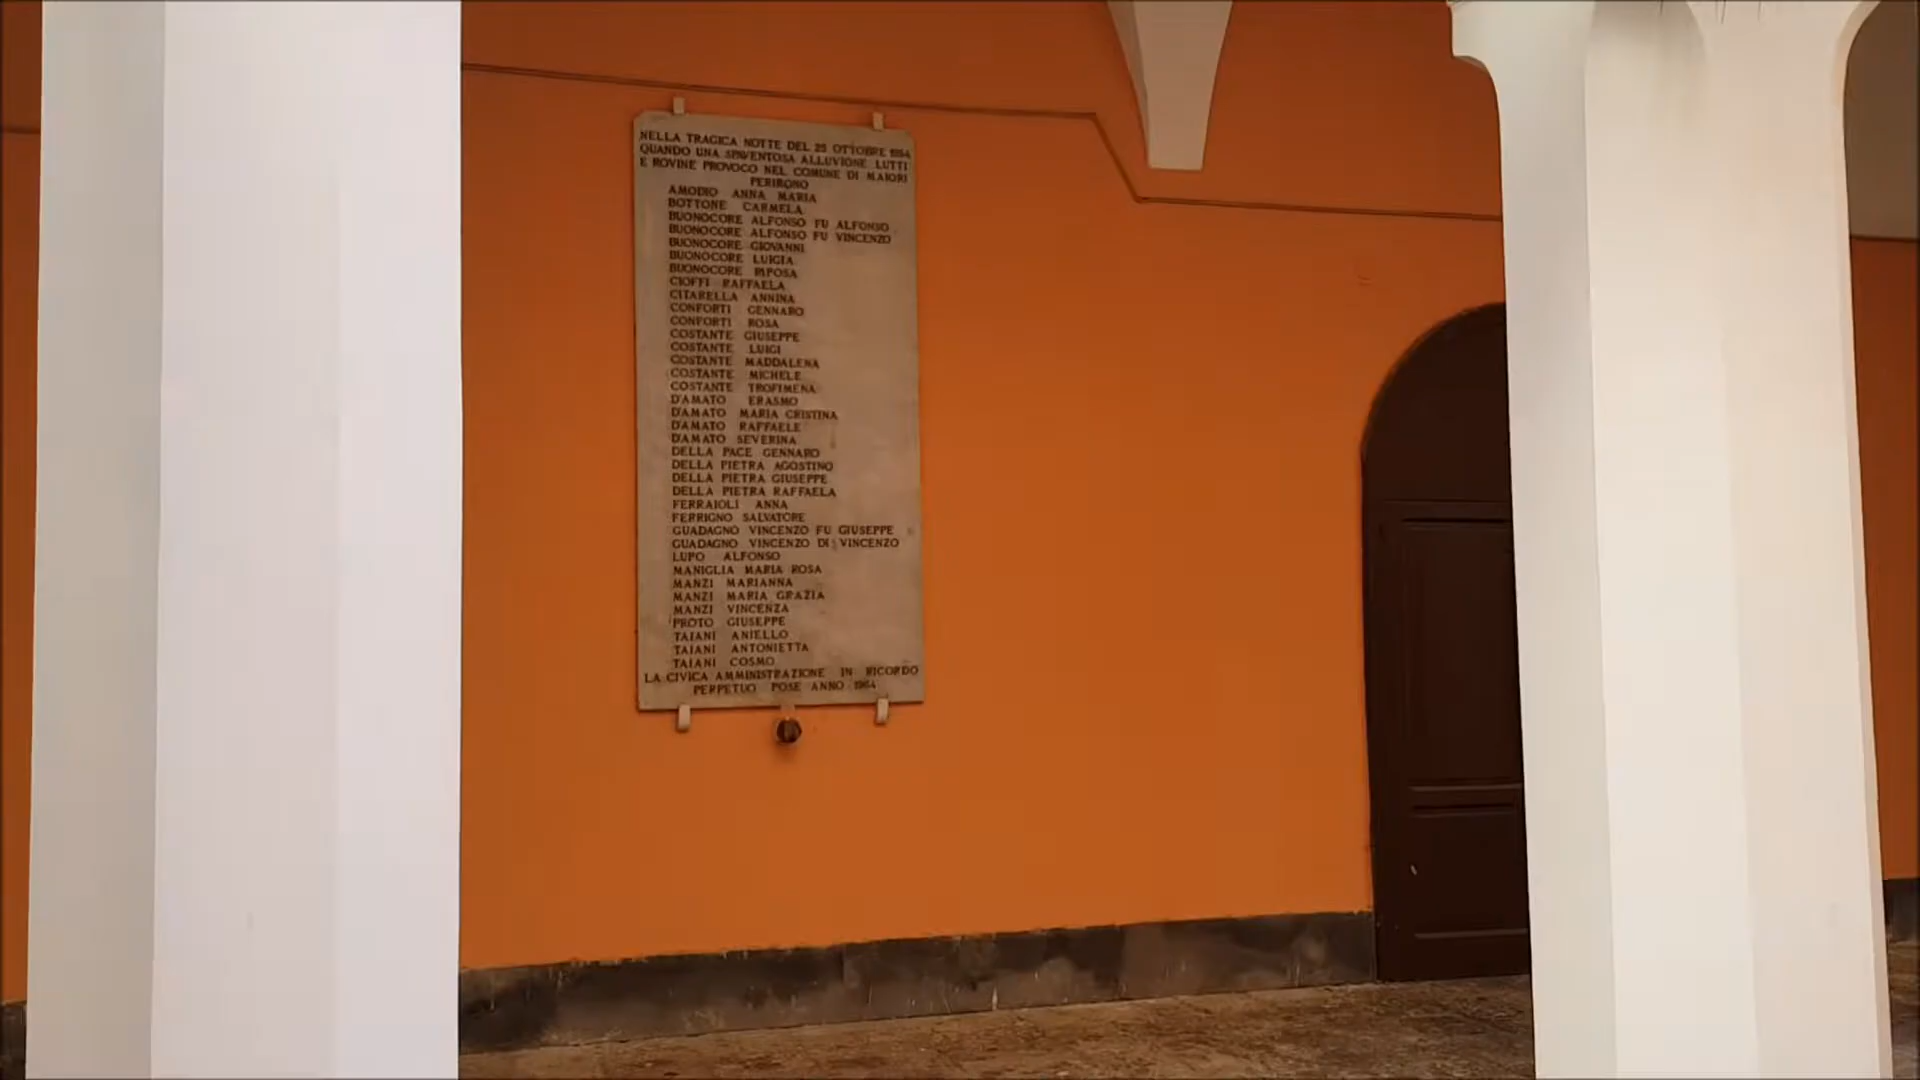 NELLA TRAGICA NOTTE DEL 25 OTTOBRE 1954
QUANDO UNA SPAVENTOSA ALLUVIONE LUTTI
E ROVINE PROVOCO NEL COMUNE DI MAIORI
PERIRONO
AMODIO ANNA MARIA
BOTTONE CARMELA
BUONOCORE ALFONSO FU ALFONSO
BUONOCORE ALFONSO FU VINCENZO
BUONOCORE GIOVANNI
BUONOCORE LUIGIA
BUONOCORE
CIOFFI RAFFAELA
CITARELLA ANNINA
CONFORTI GENNARO
CONFORTI ROSA
COSTANTE GIUSEPPE
COSTANTE LUIGI
COSTANTE MADDALENA
COSTANTE MICHELE
COSTANTE TROFIMENA
D'AMATO ERASMO
D'AMATO MARIA CRISTINA
D'AMATO RAFFAELE
D'AMATO SEVERINA
DELLA PACE GENNARO
DELLA PIETRA AGOSTINO
DELLA PIETRA GIUSEPPE
DELLA PIETRA RAFFAELA
FERRAIOLI ANNA
FERRIGNO SALVATORE
GUADAGNO VINCENZO FU GIUSEPPE
GUADAGNO VINCENZO DI VINCENZO
LUPO ALFONSO
MANIGLIA MARIA ROSA
MANZI MARIANNA
MANZI MARIA GRAZIA
MANZI VINCENZA
PROTO GIUSEPPE
TAIANI ANIELLO
TAIANI ANTONIETTA
TAIANI COSMO
LA CIVICA AMMINISTRAZIONE IN RICORDO
PERPETUO POSE ANNO 1964